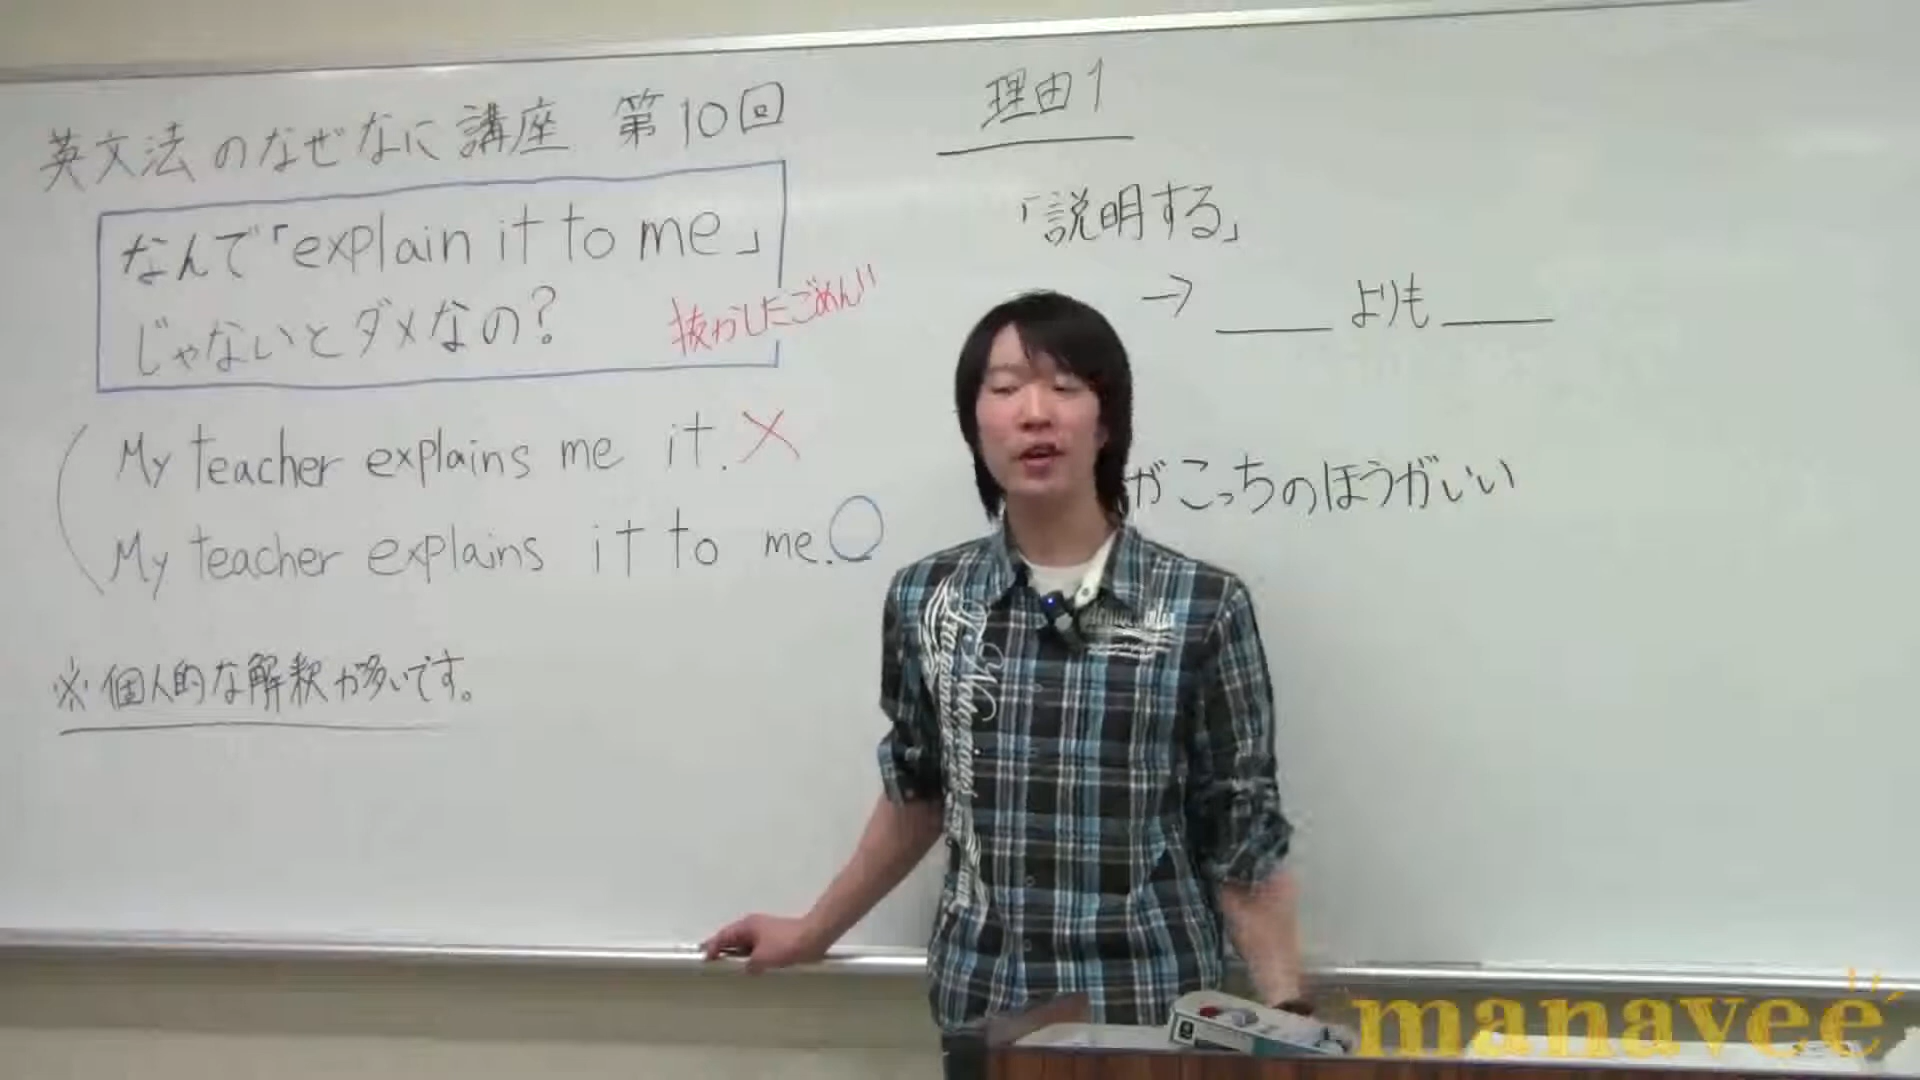 英文法のなぜなに講座 第10回
なんで「explain it to me」
じゃないとダメなの?
抜かしたごめん!!
My teacher explains me it. ×
My teacher explains it to me. ○
※個人的な解釈が多いです。
理由1
「説明する」
→ ____ よりも ____
がこっちのほうがいい
manavee